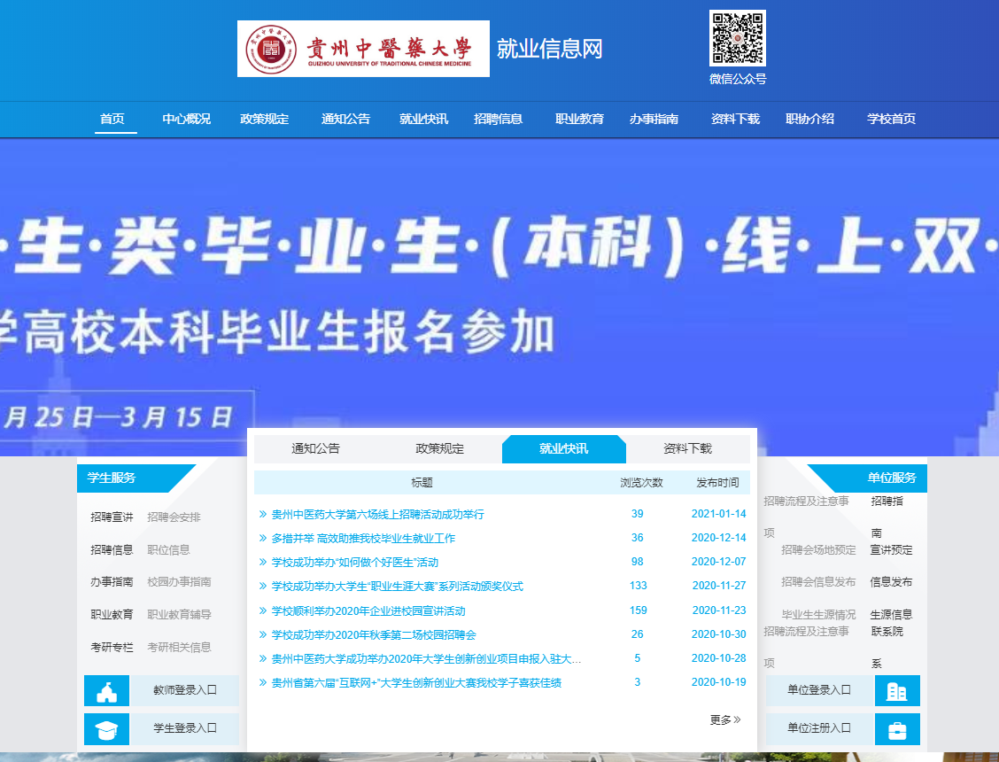 貴州中醫藥大學
GUIZHOU UNIVERSITY OF TRADITIONAL CHINESE MEDICINE
就业信息网
微信公众号
首页 中心概况 政策规定 通知公告 就业快讯 招聘信息 职业教育 办事指南 资料下载 职协介绍 学校首页
·生·类·毕·业·生·(本科)·线·上·双·
学高校本科毕业生报名参加
月 25 日—3 月 15 日
通知公告 政策规定 就业快讯 资料下载
标题 浏览次数 发布时间
贵州中医药大学第六场线上招聘活动成功举行 39 2021-01-14
多措并举 高效助推我校毕业生就业工作 36 2020-12-14
学校成功举办“如何做个好医生”活动 98 2020-12-07
学校成功举办大学生“职业生涯大赛”系列活动颁奖仪式 133 2020-11-27
学校顺利举办2020年企业进校园宣讲活动 159 2020-11-23
学校成功举办2020年秋季第二场校园招聘会 26 2020-10-30
贵州中医药大学成功举办2020年大学生创新创业项目申报入驻大... 5 2020-10-28
贵州省第六届“互联网+”大学生创新创业大赛我校学子喜获佳绩 3 2020-10-19
更多
学生服务
招聘宣讲 招聘会安排
招聘信息 职位信息
办事指南 校园办事指南
职业教育 职业教育辅导
考研专栏 考研相关信息
教师登录入口
学生登录入口
单位服务
招聘流程及注意事 招聘指
项 南
招聘会场地预定 宣讲预定
招聘会信息发布 信息发布
毕业生生源情况 生源信息
招聘流程及注意事 联系院
项 系
单位登录入口
单位注册入口